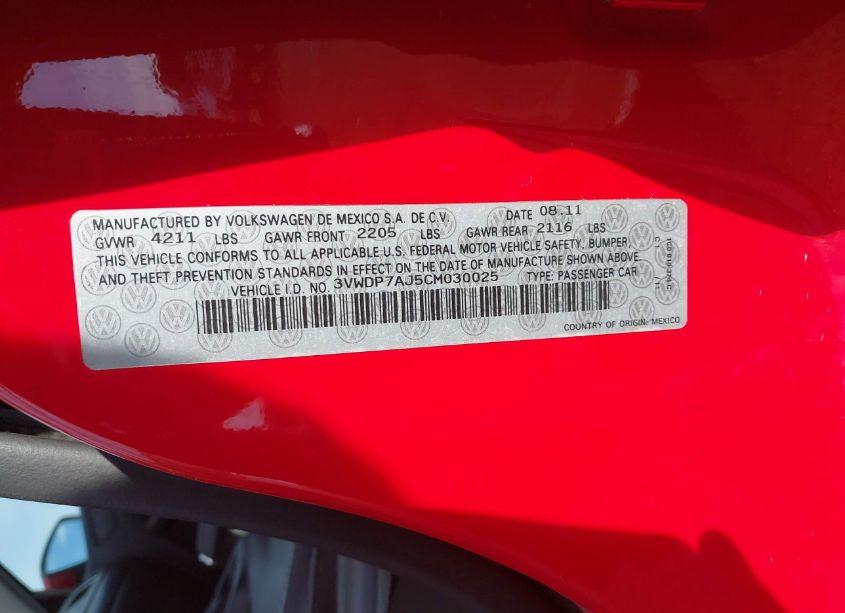 MANUFACTURED BY VOLKSWAGEN DE MEXICO S.A. DE C.V. DATE 08.11
GVWR 4211 LBS GAWR FRONT 2205 LBS GAWR REAR 2116 LBS
THIS VEHICLE CONFORMS TO ALL APPLICABLE U.S. FEDERAL MOTOR VEHICLE SAFETY, BUMPER,
AND THEFT PREVENTION STANDARDS IN EFFECT ON THE DATE OF MANUFACTURE SHOWN ABOVE.
VEHICLE I.D. NO. 3VWDP7AJ5CM030025 TYPE: PASSENGER CAR
COUNTRY OF ORIGIN: MEXICO